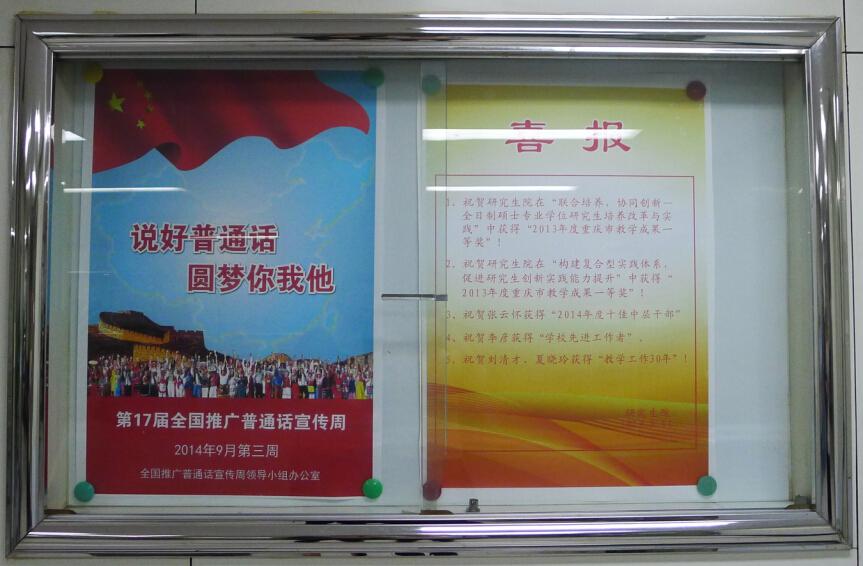 说好普通话
圆梦你我他
第17届全国推广普通话宣传周
2014年9月第三周
全国推广普通话宣传周领导小组办公室
喜报
1、祝贺研究生院在“联合培养，协同创新—
全日制硕士专业学位研究生培养改革与实
践”中获得“2013年度重庆市教学成果一
等奖”！
2、祝贺研究生院在“构建复合型实践体系，
促进研究生创新实践能力提升”中获得“
2013年度重庆市教学成果一等奖”！
3、祝贺张云怀获得“2014年度十佳中层干部”
4、祝贺李彦获得“学校先进工作者”，
5、祝贺刘清才、夏晓玲获得“教学工作30年”！
研究生院